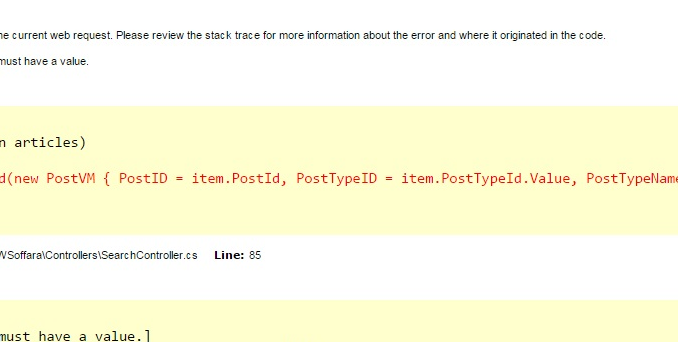 he current web request. Please review the stack trace for more information about the error and where it originated in the code.
must have a value.
n articles)
d(new PostVM { PostID = item.PostId, PostTypeID = item.PostTypeId.Value, PostTypeName
WSoffara\Controllers\SearchController.cs Line: 85
must have a value.]